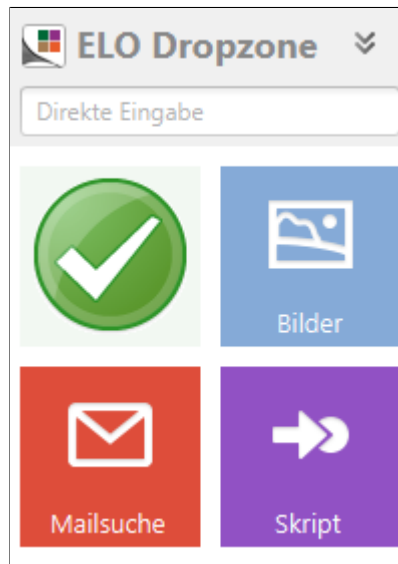 ELO Dropzone
Direkte Eingabe
Bilder
Mailsuche
Skript